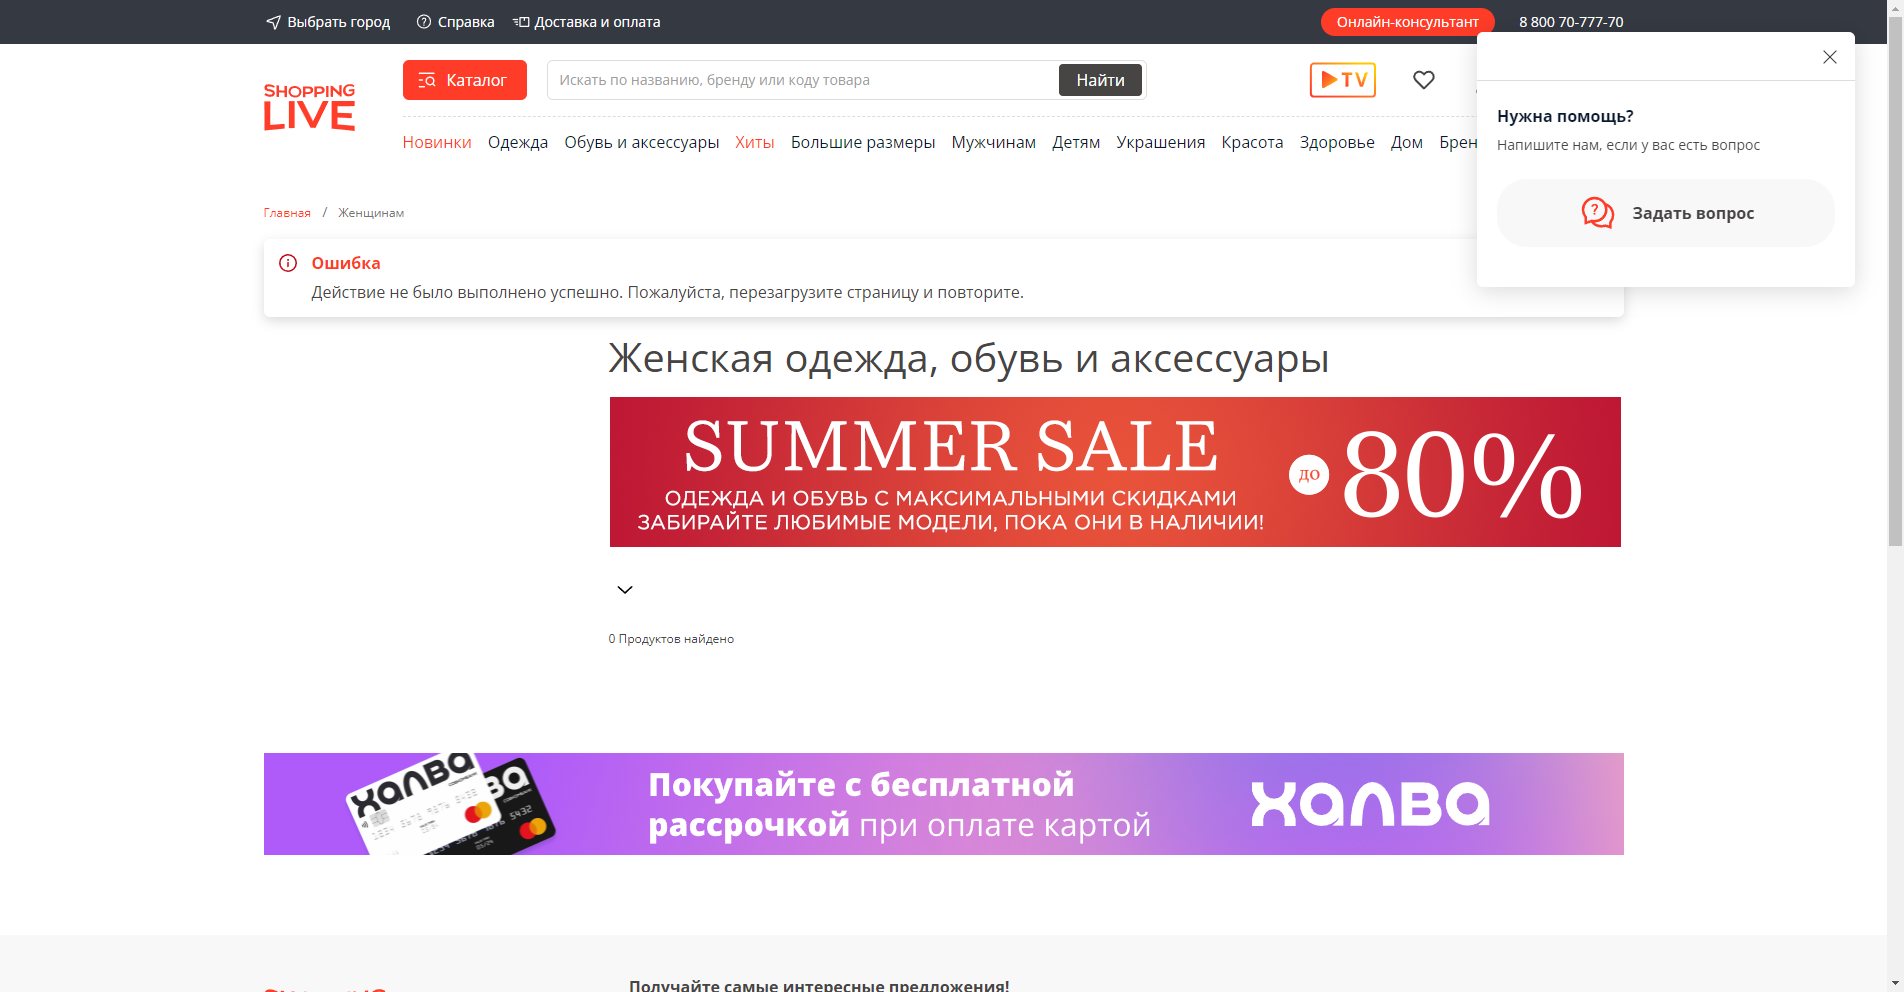 Выбрать город
Справка
Доставка и оплата
Онлайн-консультант
8 800 70-777-70
SHOPPING
LIVE
Каталог
Искать по названию, бренду или коду товара
Найти
TV
Новинки Одежда Обувь и аксессуары Хиты Большие размеры Мужчинам Детям Украшения Красота Здоровье Дом Брен
Нужна помощь?
Напишите нам, если у вас есть вопрос
Задать вопрос
Главная / Женщинам
Ошибка
Действие не было выполнено успешно. Пожалуйста, перезагрузите страницу и повторите.
Женская одежда, обувь и аксессуары
SUMMER SALE
ОДЕЖДА И ОБУВЬ С МАКСИМАЛЬНЫМИ СКИДКАМИ
ЗАБИРАЙТЕ ЛЮБИМЫЕ МОДЕЛИ, ПОКА ОНИ В НАЛИЧИИ!
ДО
80%
0 Продуктов найдено
Покупайте с бесплатной
рассрочкой при оплате картой
халва
Получайте самые интересные предложения!